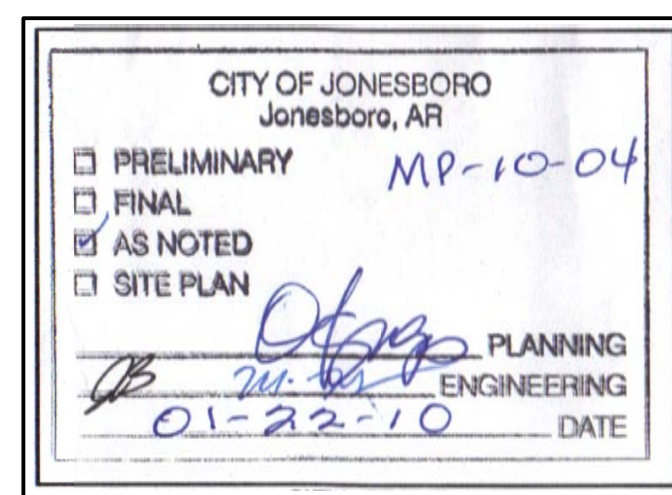 CITY OF JONESBORO
Jonesboro, AR
PRELIMINARY MP-10-04
FINAL
AS NOTED
SITE PLAN
PLANNING
ENGINEERING
01-22-10 DATE